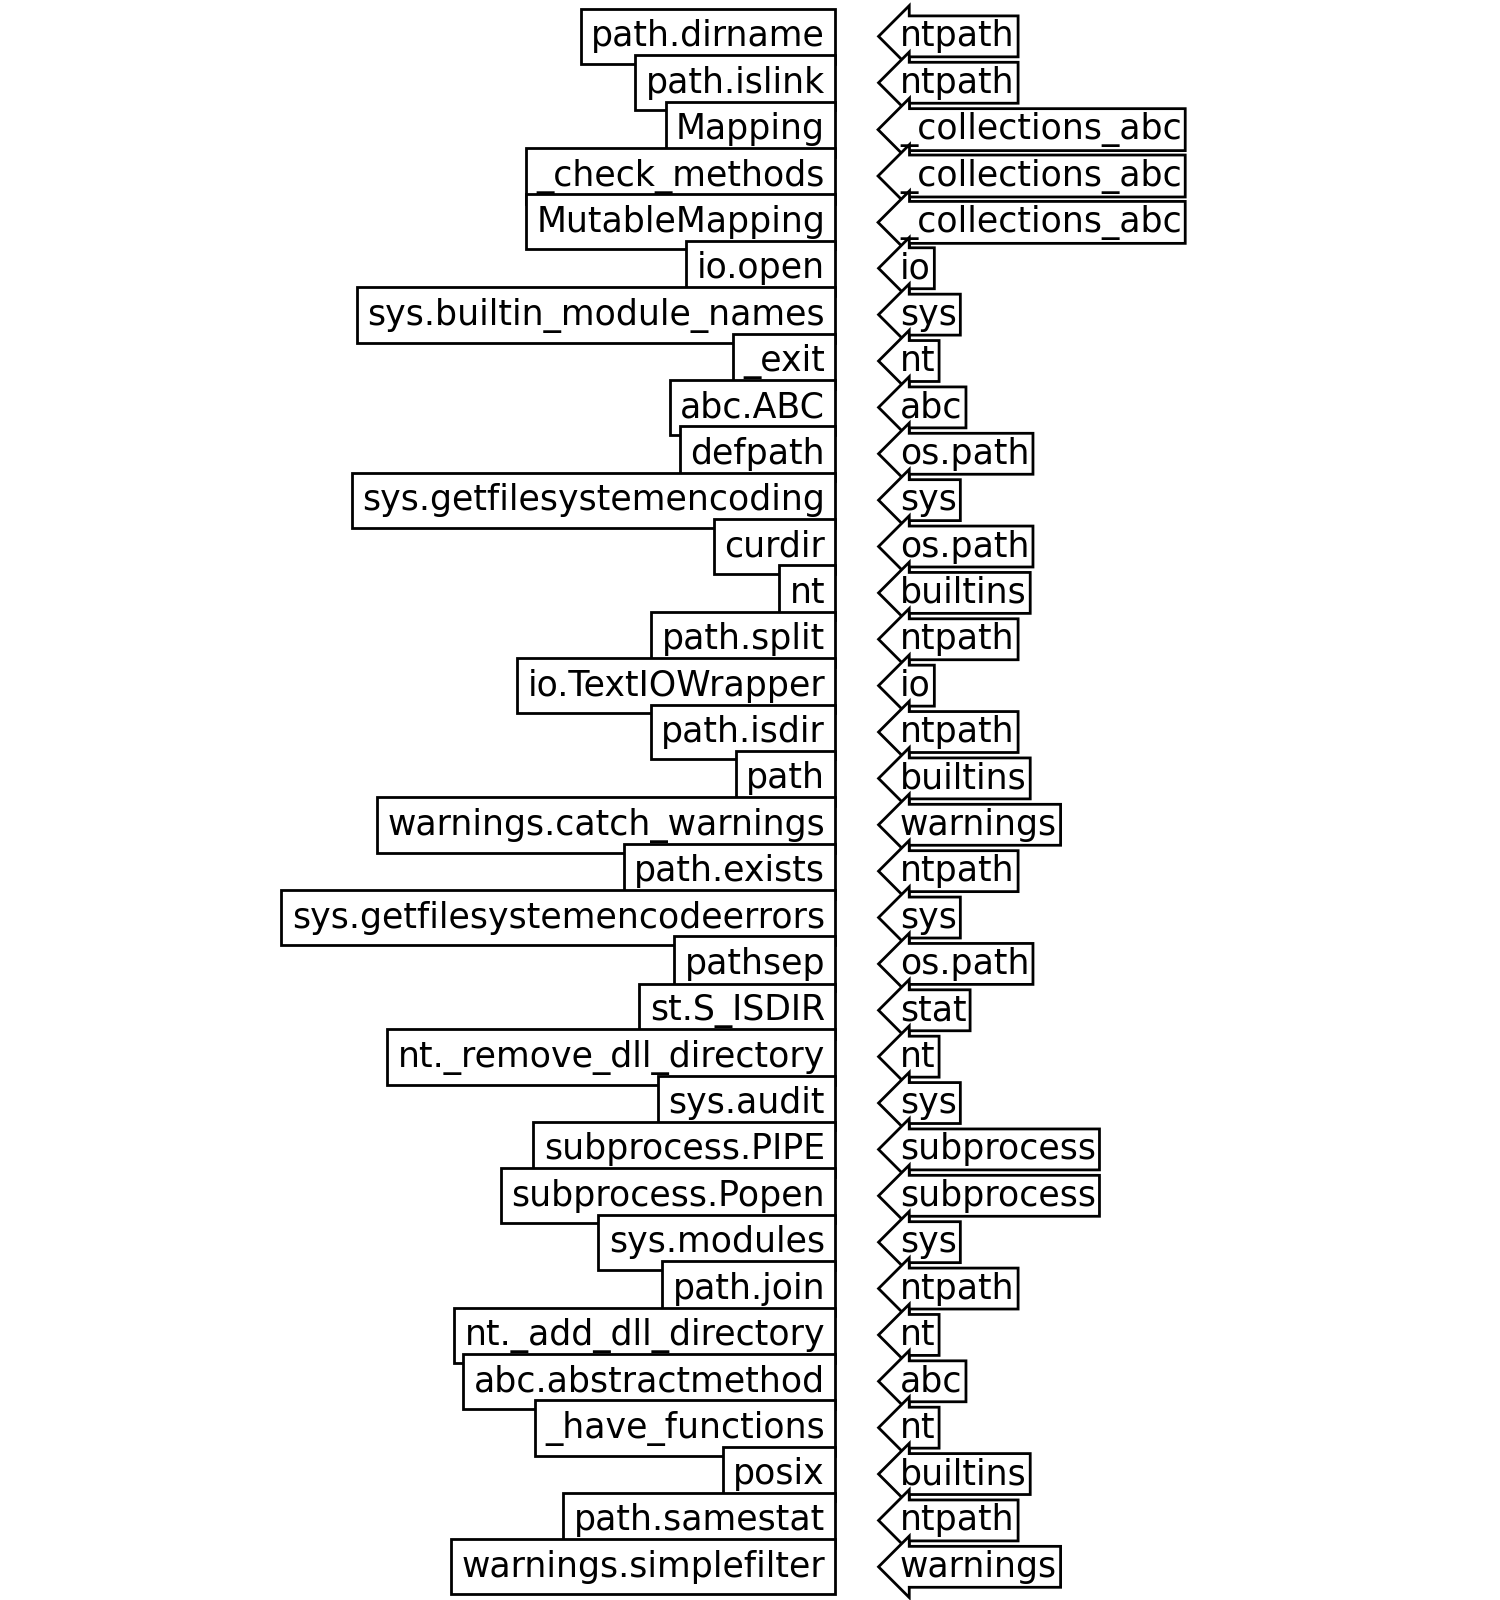 path.dirname ntpath
path.islink ntpath
Mapping _collections_abc
_check_methods _collections_abc
MutableMapping _collections_abc
io.open io
sys.builtin_module_names sys
_exit nt
abc.ABC abc
defpath os.path
sys.getfilesystemencoding sys
curdir os.path
nt builtins
path.split ntpath
io.TextIOWrapper io
path.isdir ntpath
path builtins
warnings.catch_warnings warnings
path.exists ntpath
sys.getfilesystemencodeerrors sys
pathsep os.path
st.S_ISDIR stat
nt._remove_dll_directory nt
sys.audit sys
subprocess.PIPE subprocess
subprocess.Popen subprocess
sys.modules sys
path.join ntpath
nt._add_dll_directory nt
abc.abstractmethod abc
_have_functions nt
posix builtins
path.samestat ntpath
warnings.simplefilter warnings